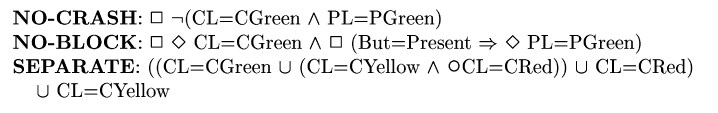 NO-CRASH: □ ¬(CL=CGreen ∧ PL=PGreen)
NO-BLOCK: □ ◇ CL=CGreen ∧ □ (But=Present ⇒ ◇ PL=PGreen)
SEPARATE: ((CL=CGreen ∪ (CL=CYellow ∧ ○CL=CRed)) ∪ CL=CRed)
∪ CL=CYellow